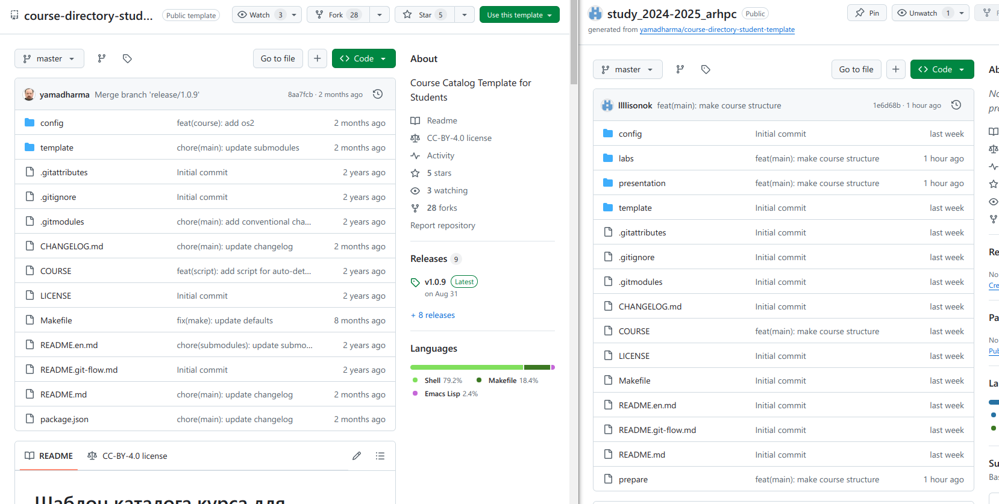 course-directory-stud...
Public template
Watch 3
Fork 28
Star 5
Use this template
master
Go to file
Code
yamadharma Merge branch 'release/1.0.9' 8aa7fcb · 2 months ago
config feat(course): add os2 2 months ago
template chore(main): update submodules 2 months ago
.gitattributes Initial commit 2 years ago
.gitignore Initial commit 2 years ago
.gitmodules chore(main): add conventional cha... 2 years ago
CHANGELOG.md chore(main): update changelog 2 months ago
COURSE feat(script): add script for auto-det... 2 years ago
LICENSE Initial commit 2 years ago
Makefile fix(make): update defaults 8 months ago
README.en.md chore(submodules): update submo... 2 years ago
README.git-flow.md Initial commit 2 years ago
README.md chore(main): update changelog 2 months ago
package.json chore(main): update changelog 2 months ago
README
CC-BY-4.0 license
Шаблон каталога курса для
About
Course Catalog Template for
Students
Readme
CC-BY-4.0 license
Activity
5 stars
3 watching
28 forks
Report repository
Releases 9
v1.0.9 Latest
on Aug 31
+ 8 releases
Languages
Shell 79.2% Makefile 18.4%
Emacs Lisp 2.4%
study_2024-2025_arhpc
Public
generated from yamadharma/course-directory-student-template
Pin
Unwatch 1
master
Go to file
Code
llllisonok feat(main): make course structure 1e6d68b · 1 hour ago
config Initial commit last week
labs feat(main): make course structure 1 hour ago
presentation feat(main): make course structure 1 hour ago
template Initial commit last week
.gitattributes Initial commit last week
.gitignore Initial commit last week
.gitmodules Initial commit last week
CHANGELOG.md Initial commit last week
COURSE feat(main): make course structure last week
LICENSE Initial commit last week
Makefile Initial commit last week
README.en.md Initial commit last week
README.git-flow.md Initial commit last week
README.md Initial commit last week
prepare feat(main): make course structure 1 hour ago